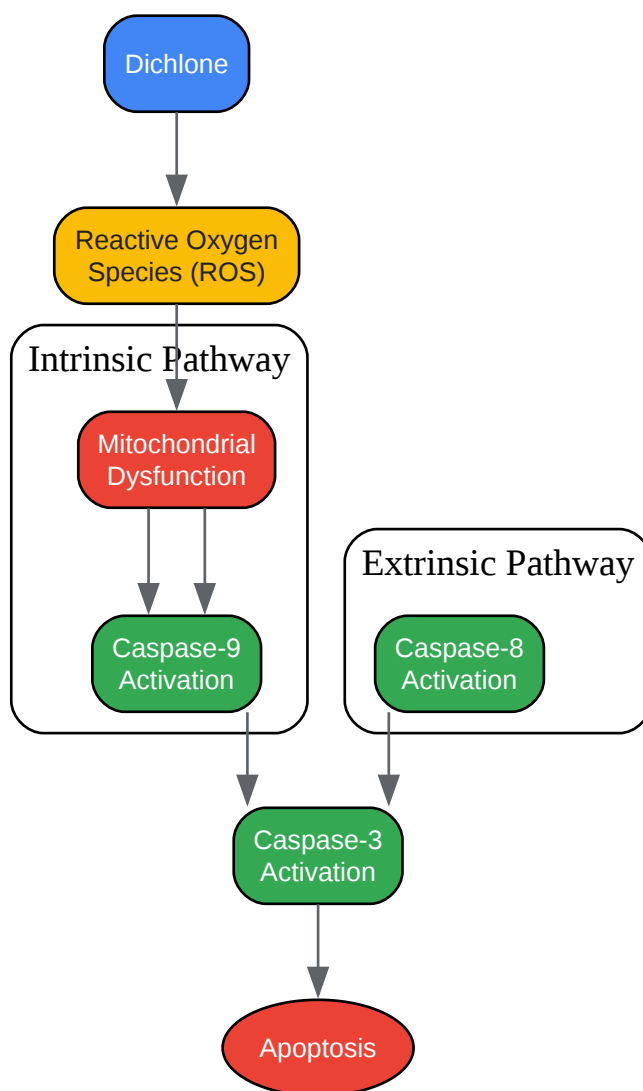 Dichlone
Reactive Oxygen
Species (ROS)
Intrinsic Pathway
Mitochondrial
Dysfunction
Extrinsic Pathway
Caspase-9
Activation
Caspase-8
Activation
Caspase-3
Activation
Apoptosis